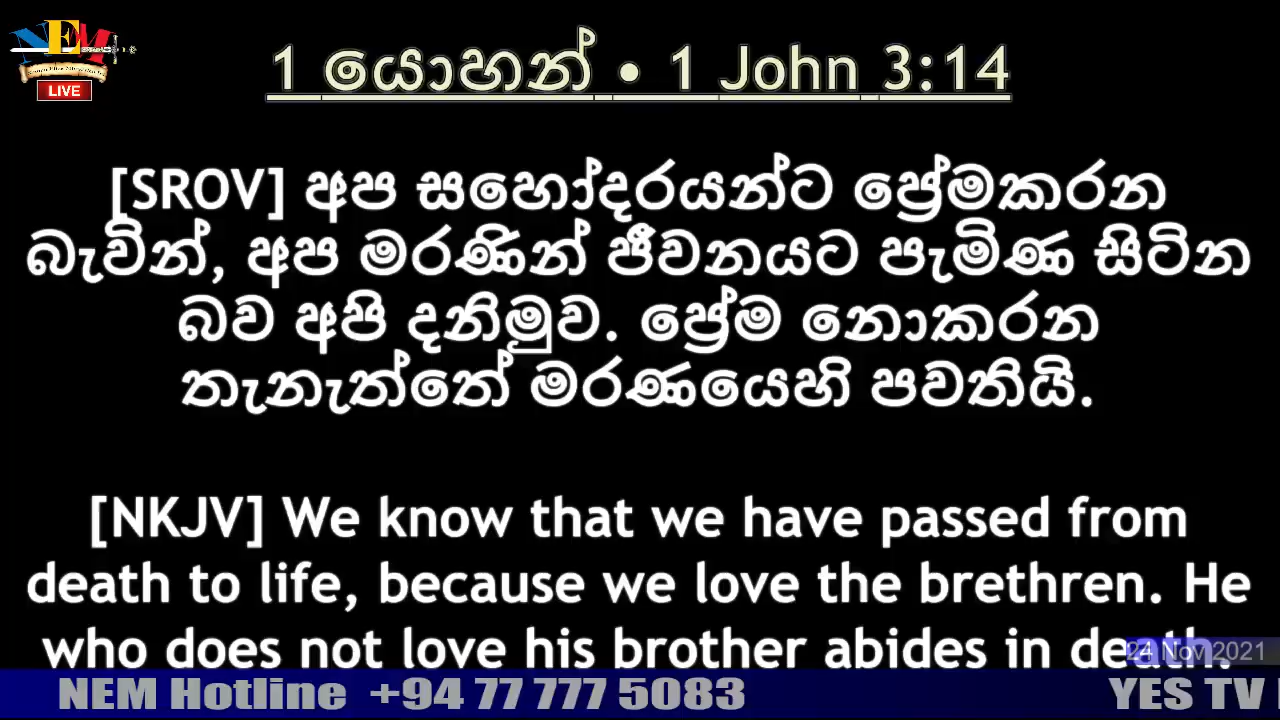 NEM
LIVE
1 යොහන් • 1 John 3:14
[SROV] අප සහෝදරයන්ට ප්‍රේමකරන
බැවින්, අප මරණින් ජීවනයට පැමිණ සිටින
බව අපි දනිමුව. ප්‍රේම නොකරන
තැනැත්තේ මරණයෙහි පවතියි.
[NKJV] We know that we have passed from
death to life, because we love the brethren. He
who does not love his brother abides in death.
24 Nov 2021
NEM Hotline +94 77 777 5083
YES TV